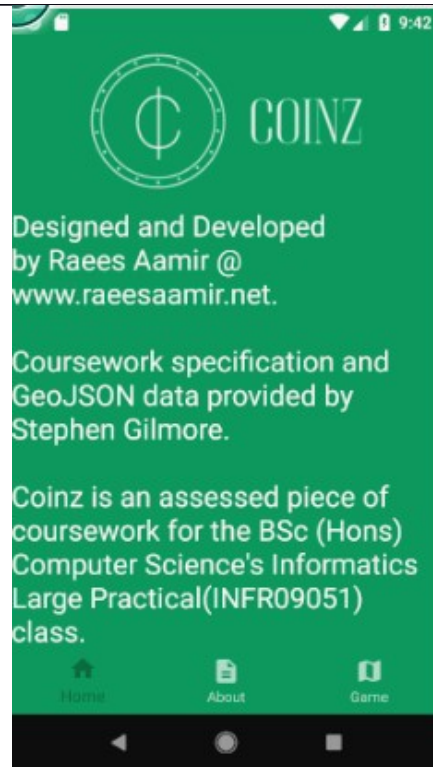 9:42
COINZ
Designed and Developed
by Raees Aamir @
www.raeesaamir.net.
Coursework specification and
GeoJSON data provided by
Stephen Gilmore.
Coinz is an assessed piece of
coursework for the BSc (Hons)
Computer Science's Informatics
Large Practical(INFR09051)
class.
Home About Game